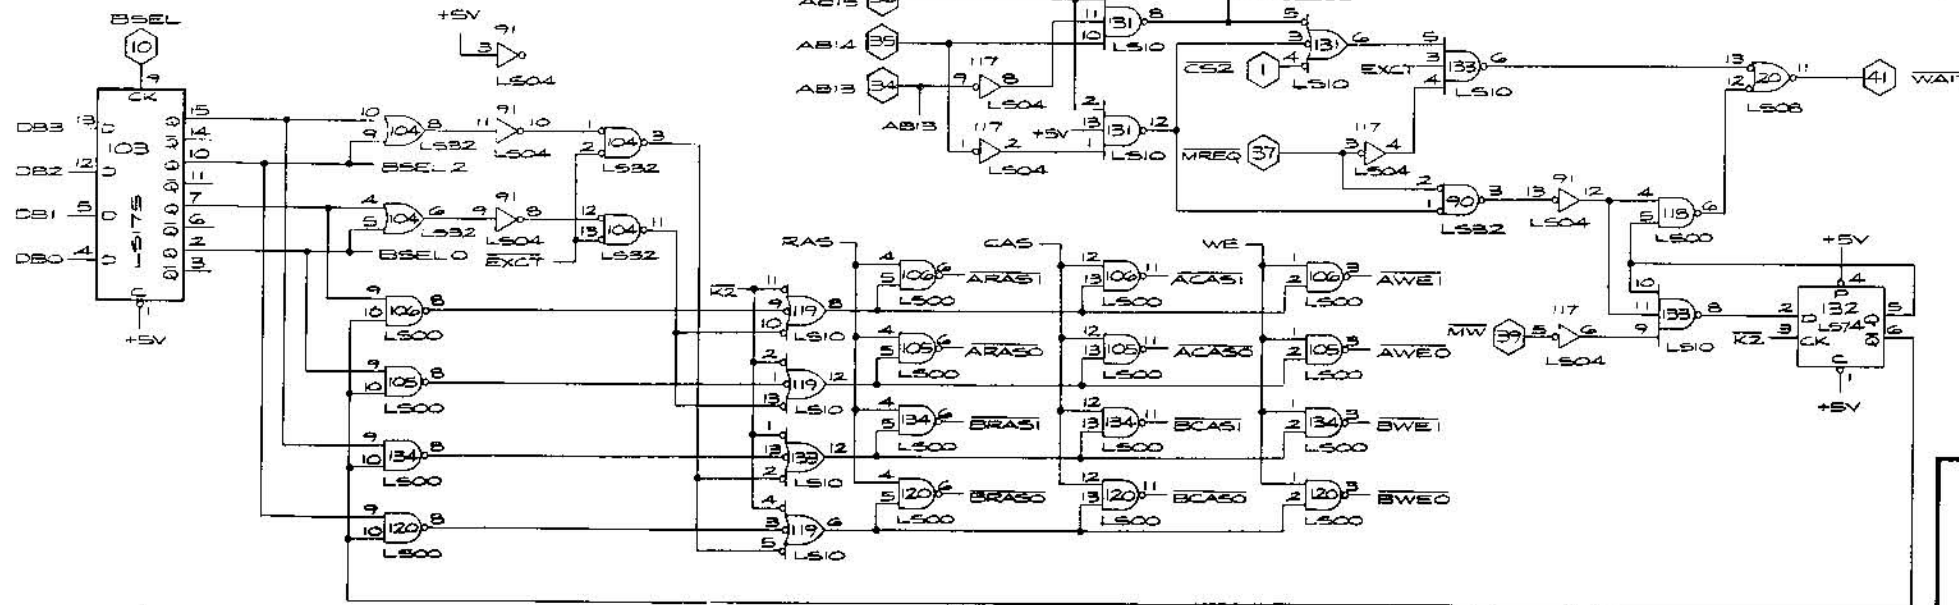 BSEL
10
9
CK
DB3 13 D
15 Q
14 Q
103
10 Q
DB2 12 D
11 Q
LS175
7 Q
DB1 5 D
6 Q
2 Q
DB0 4 D
3 Q
C
1
+5V
+5V
91
3
LS04
10
9
104
8
LS32
11
91
10
LS04
1
2
104
3
LS32
BSEL2
4
5
104
6
LS32
9
91
8
LS04
12
13
104
11
LS32
BSEL0
EXCT
9
10
106
8
LS00
9
10
105
8
LS00
9
10
134
8
LS00
9
10
120
8
LS00
K2
11
9
10
119
8
LS10
2
1
13
119
12
LS10
1
13
2
133
12
LS10
4
3
5
119
6
LS10
RAS
CAS
WE
4
5
106
6
ARAS1
LS00
12
13
106
11
ACAS1
LS00
1
2
106
3
AWE1
LS00
4
5
105
6
ARAS0
LS00
12
13
105
11
ACAS0
LS00
1
2
105
3
AWE0
LS00
4
5
134
6
BRAS1
LS00
12
13
134
11
BCAS1
LS00
1
2
134
3
BWE1
LS00
4
5
120
6
BRAS0
LS00
12
13
120
11
BCAS0
LS00
1
2
120
3
BWE0
LS00
AB14 35
11
10
131
8
LS10
AB13 34
AB13
9
117
8
LS04
1
117
2
LS04
2
+5V 13
1
131
12
LS10
5
3
4
131
6
LS10
CS2 1
EXCT
5
3
4
133
6
LS10
MREQ 37
3
117
4
LS04
2
1
90
3
LS32
13
91
12
LS04
4
5
118
6
LS00
13
12
20
11
LS08
41 WAIT
MW 39
5
117
6
LS04
10
11
9
133
8
LS10
+5V
4
P
2 D
132
LS74
Q 5
K2 3 CK
Q 6
C
1
+5V